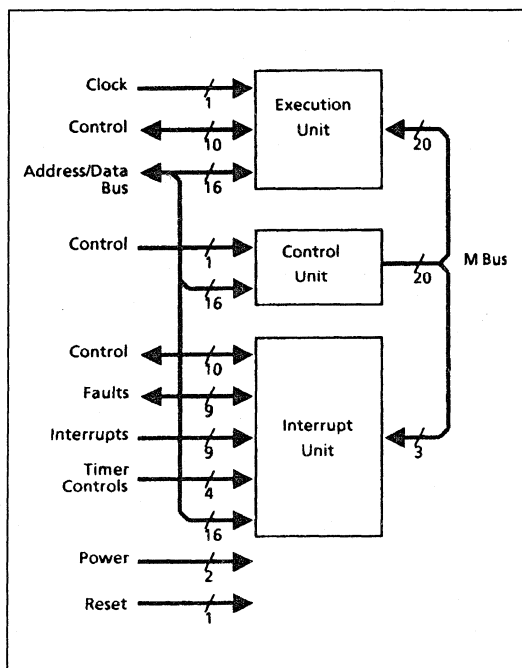 Clock
1
Execution
Unit
Control
10
20
Address/Data
Bus
16
Control
1
Control
Unit
20
M Bus
16
Control
10
Faults
9
Interrupts
9
Interrupt
Unit
3
Timer
Controls
4
16
Power
2
Reset
1